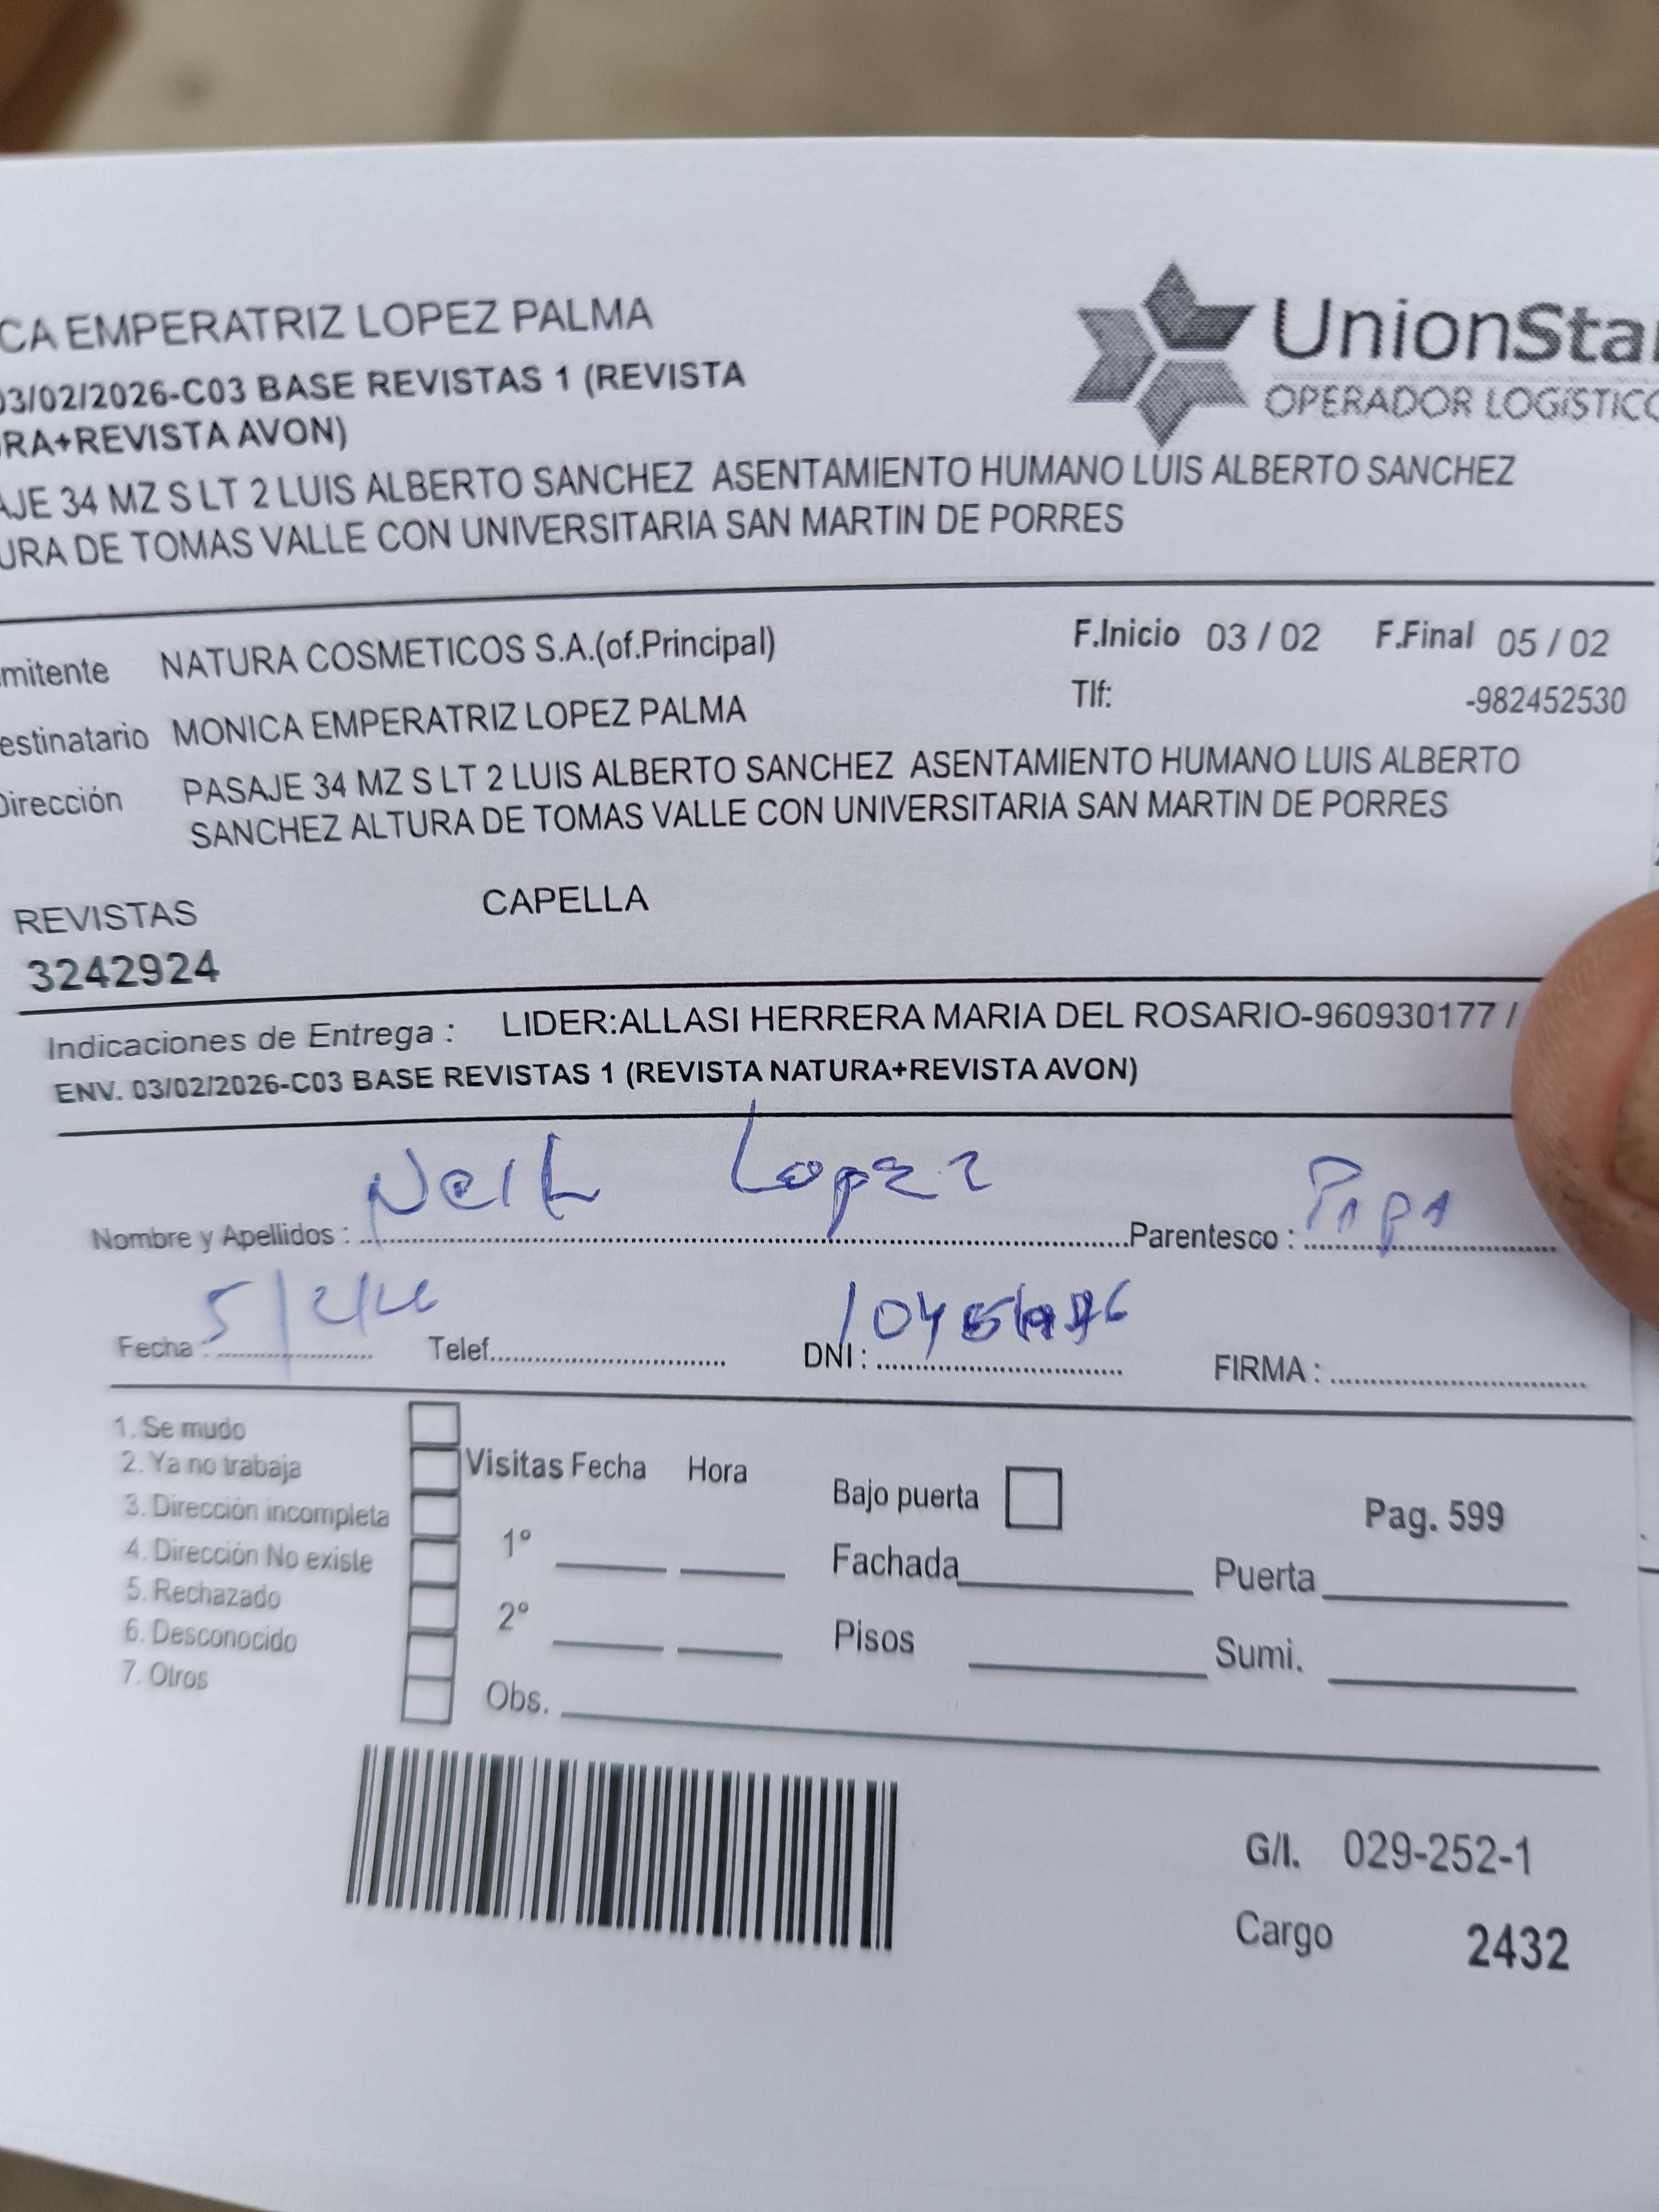 CA EMPERATRIZ LOPEZ PALMA
03/02/2026-C03 BASE REVISTAS 1 (REVISTA
RA+REVISTA AVON)
UnionStar
OPERADOR LOGÍSTICO
AJE 34 MZ S LT 2 LUIS ALBERTO SANCHEZ ASENTAMIENTO HUMANO LUIS ALBERTO SANCHEZ
URA DE TOMAS VALLE CON UNIVERSITARIA SAN MARTIN DE PORRES
mitente NATURA COSMETICOS S.A.(of.Principal) F.Inicio 03 / 02 F.Final 05 / 02
estinatario MONICA EMPERATRIZ LOPEZ PALMA Tlf: -982452530
Dirección PASAJE 34 MZ S LT 2 LUIS ALBERTO SANCHEZ ASENTAMIENTO HUMANO LUIS ALBERTO
SANCHEZ ALTURA DE TOMAS VALLE CON UNIVERSITARIA SAN MARTIN DE PORRES
REVISTAS CAPELLA
3242924
Indicaciones de Entrega : LIDER:ALLASI HERRERA MARIA DEL ROSARIO-960930177 /
ENV. 03/02/2026-C03 BASE REVISTAS 1 (REVISTA NATURA+REVISTA AVON)
Nombre y Apellidos : Lopez Parentesco : Papa
Fecha : 5/2/26 Telef. DNI : FIRMA :
1. Se mudo
2. Ya no trabaja
3. Dirección incompleta
4. Dirección No existe
5. Rechazado
6. Desconocido
7. Otros
Visitas Fecha Hora
1°
2°
Obs.
Bajo puerta Pag. 599
Fachada Puerta
Pisos Sumi.
G/I. 029-252-1
Cargo 2432